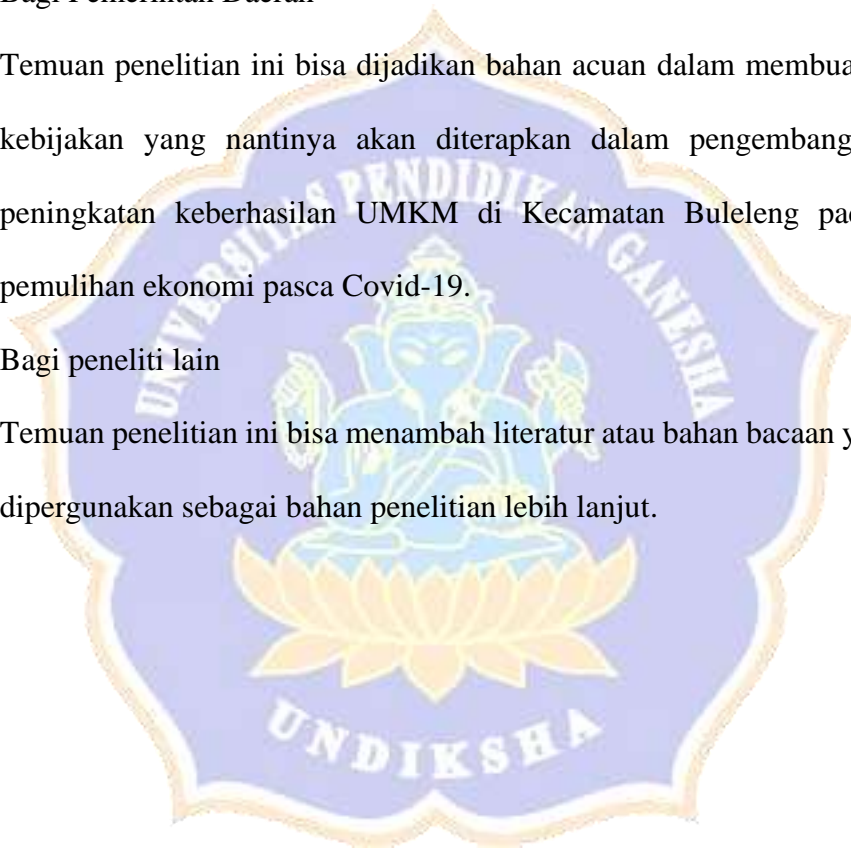 Bagi Pemerintah Daerah
Temuan penelitian ini bisa dijadikan bahan acuan dalam membua
kebijakan yang nantinya akan diterapkan dalam pengembang
peningkatan keberhasilan UMKM di Kecamatan Buleleng pa
pemulihan ekonomi pasca Covid-19.
Bagi peneliti lain
Temuan penelitian ini bisa menambah literatur atau bahan bacaan y
dipergunakan sebagai bahan penelitian lebih lanjut.
UNIVERSITAS PENDIDIKAN GANESHA
UNDIKSHA